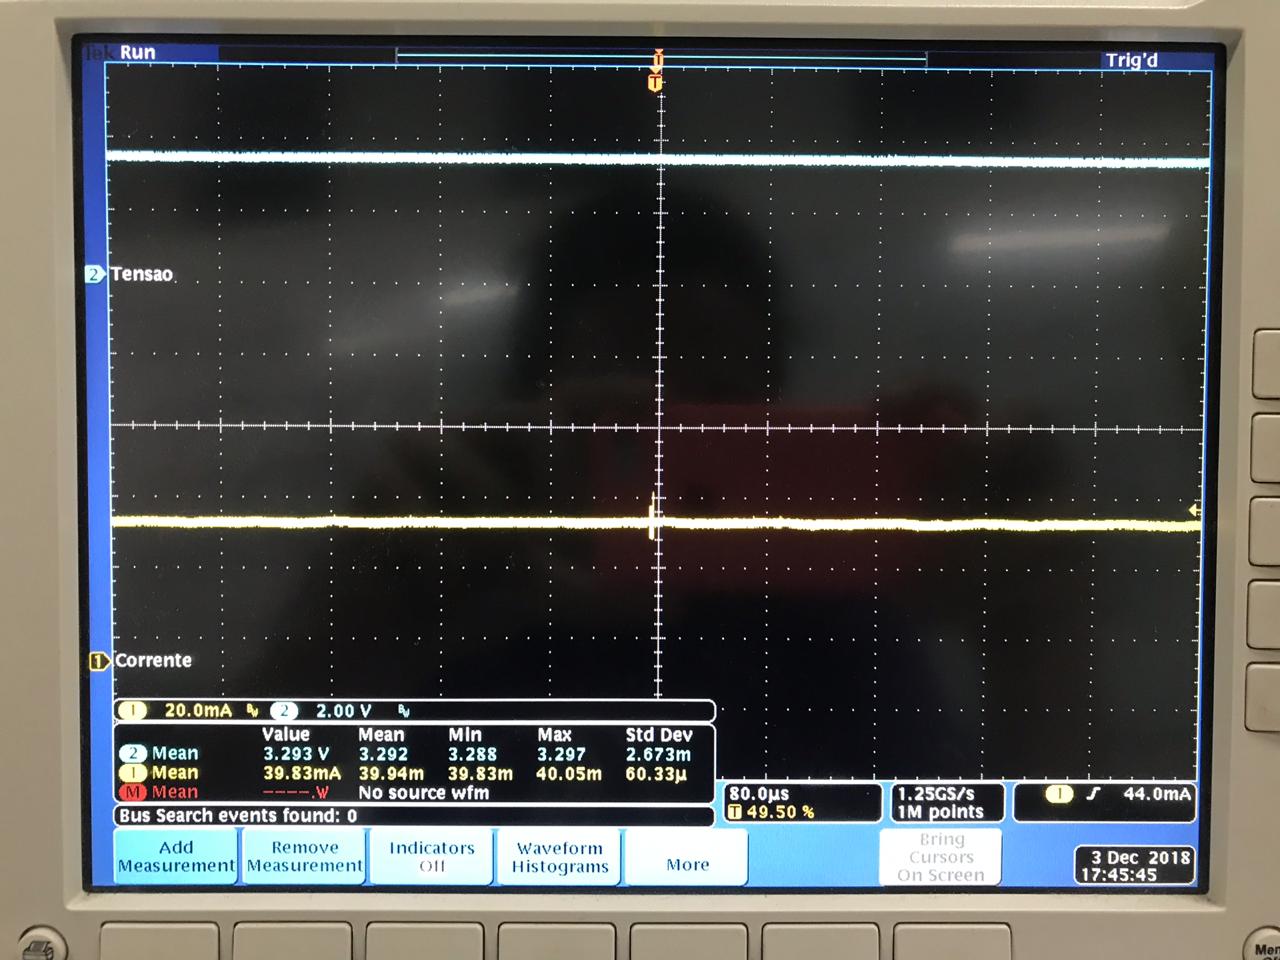 Tek Run Trig'd
T
T
2 Tensao
1 Corrente
1 20.0mA BW 2 2.00 V BW
Value Mean Min Max Std Dev
2 Mean 3.293 V 3.292 3.288 3.297 2.673m
1 Mean 39.83mA 39.94m 39.83m 40.05m 60.33µ
M Mean ----.W No source wfm
Bus Search events found: 0
80.0µs
T 49.50 %
1.25GS/s
1M points
1 44.0mA
Add Measurement
Remove Measurement
Indicators Off
Waveform Histograms
More
Bring Cursors On Screen
3 Dec 2018
17:45:45